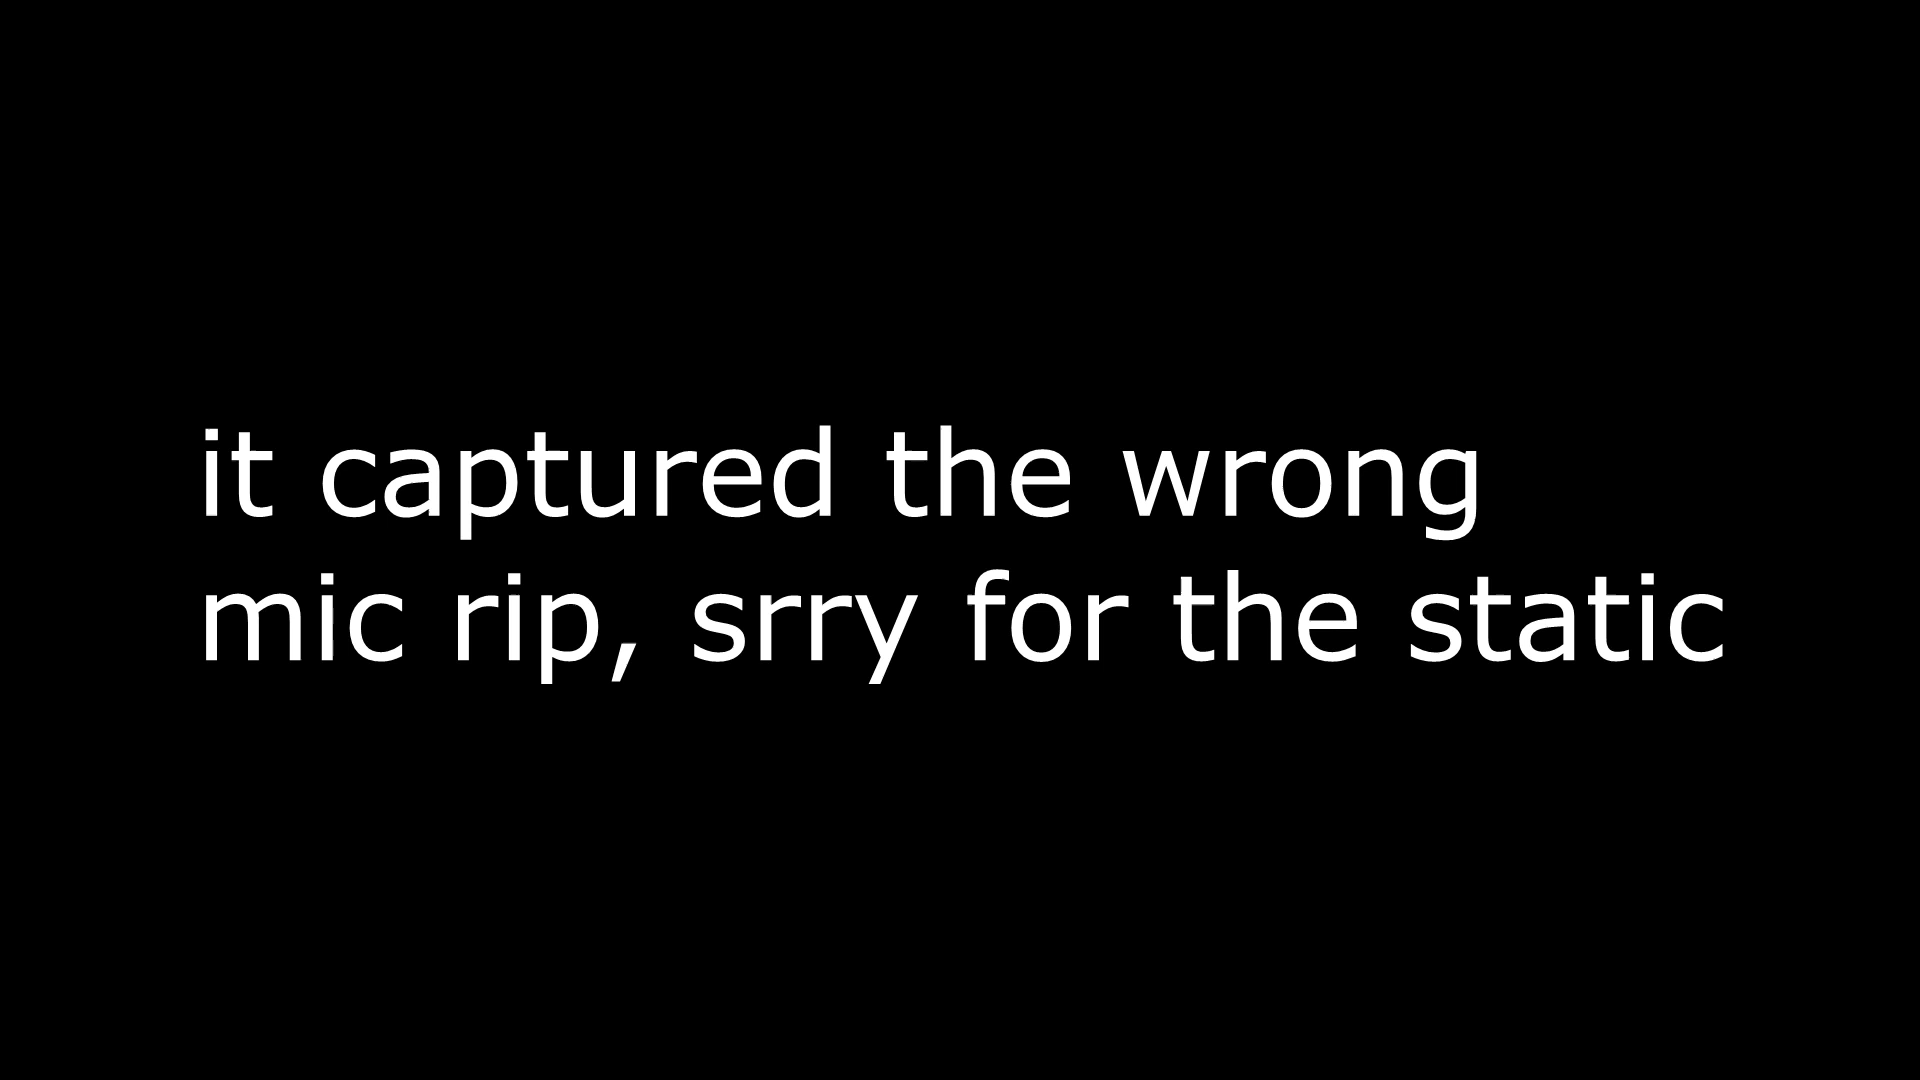 it captured the wrong
mic rip, srry for the static